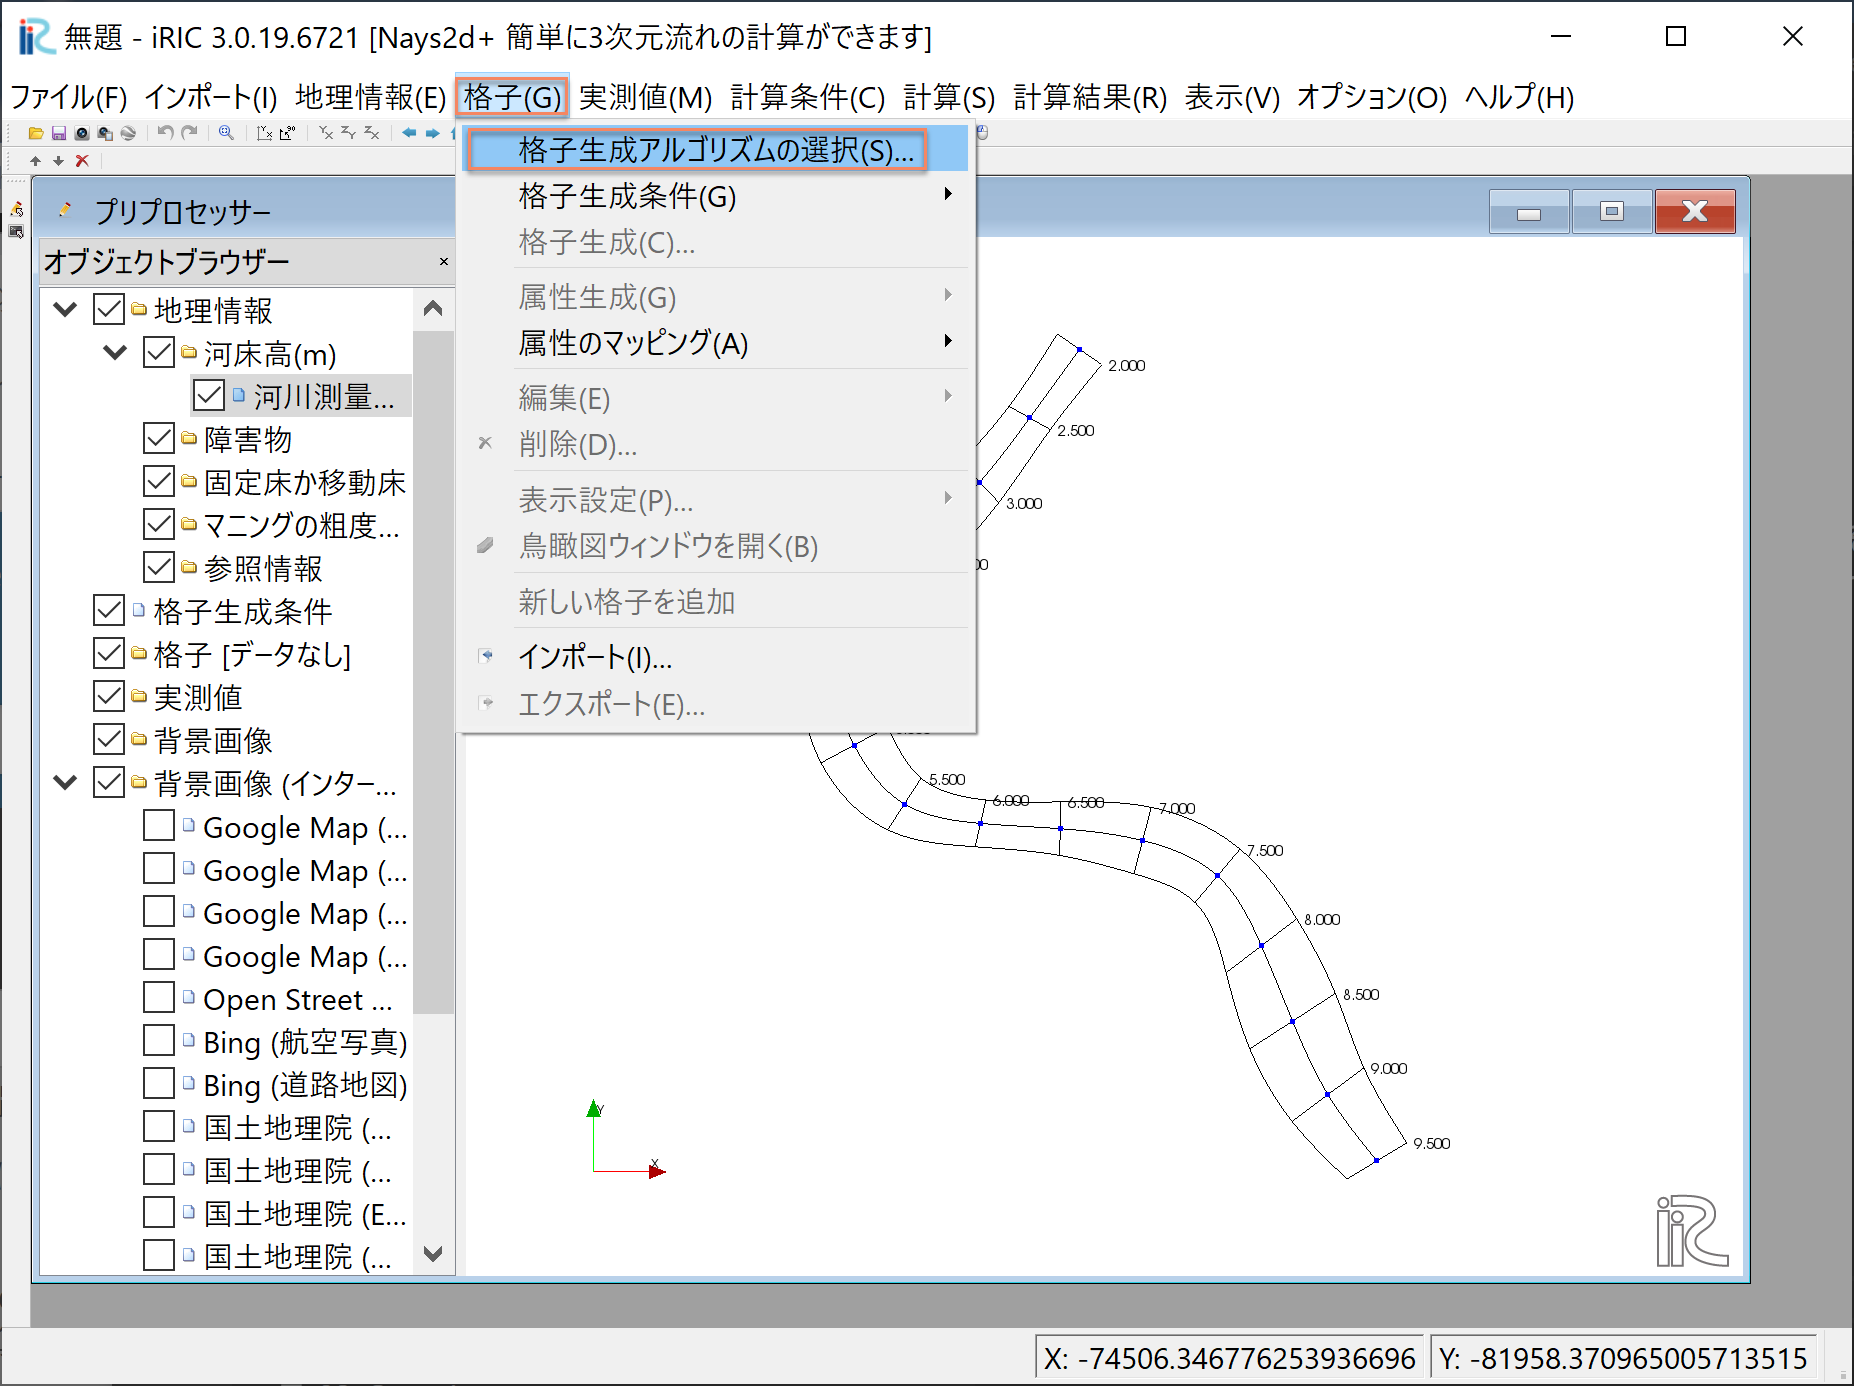 無題 - iRIC 3.0.19.6721 [Nays2d+ 簡単に3次元流れの計算ができます]
ファイル(F) インポート(I) 地理情報(E) 格子(G) 実測値(M) 計算条件(C) 計算(S) 計算結果(R) 表示(V) オプション(O) ヘルプ(H)
格子生成アルゴリズムの選択(S)...
格子生成条件(G)
格子生成(C)...
属性生成(G)
属性のマッピング(A)
編集(E)
削除(D)...
表示設定(P)...
鳥瞰図ウィンドウを開く(B)
新しい格子を追加
インポート(I)...
エクスポート(E)...
プリプロセッサー
オブジェクトブラウザー
地理情報
河床高(m)
河川測量...
障害物
固定床か移動床
マニングの粗度...
参照情報
格子生成条件
格子 [データなし]
実測値
背景画像
背景画像 (インター...
Google Map (...
Google Map (...
Google Map (...
Google Map (...
Open Street ...
Bing (航空写真)
Bing (道路地図)
国土地理院 (...
国土地理院 (...
国土地理院 (E...
国土地理院 (...
2.000
2.500
3.000
5.500
6.000
6.500
7.000
7.500
8.000
8.500
9.000
9.500
Y
X
iRIC
X: -74506.346776253936696
Y: -81958.370965005713515